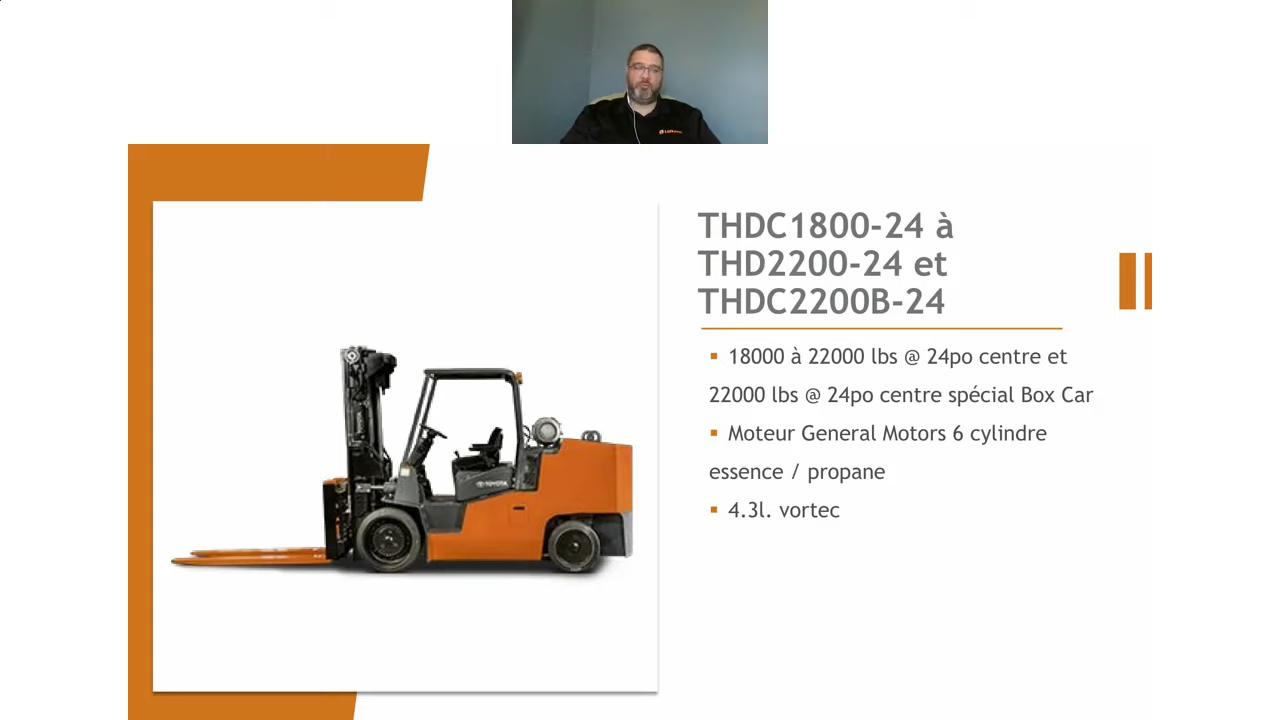 THDC1800-24 à
THD2200-24 et
THDC2200B-24
18000 à 22000 lbs @ 24po centre et
22000 lbs @ 24po centre spécial Box Car
Moteur General Motors 6 cylindre
essence / propane
4.3l. vortec
TOYOTA